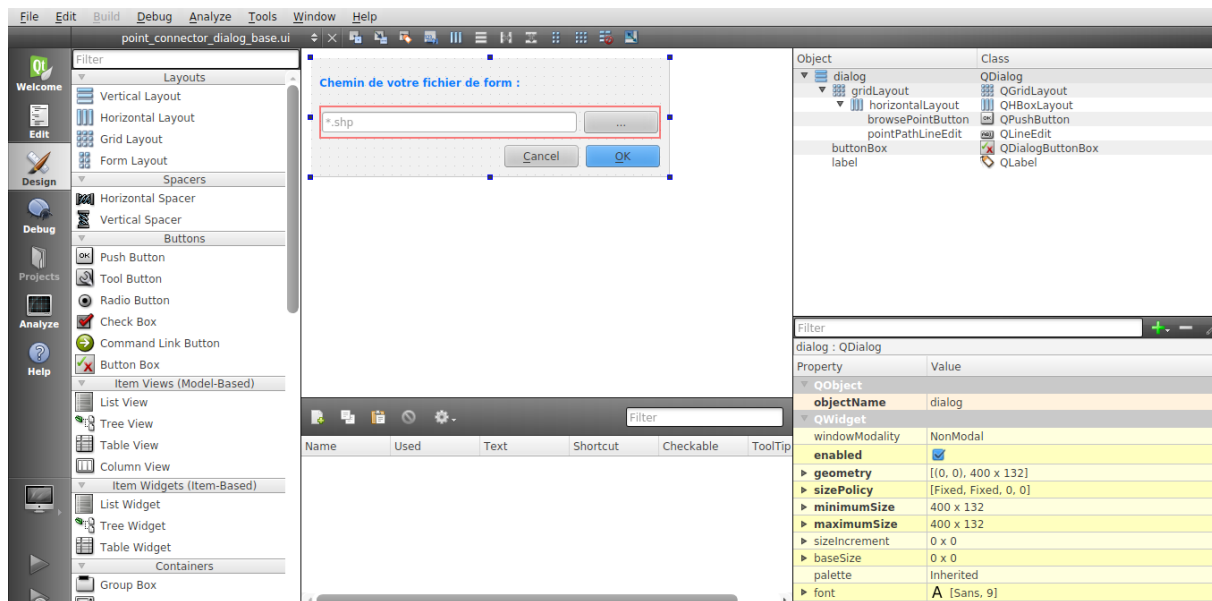 File Edit Build Debug Analyze Tools Window Help
point_connector_dialog_base.ui
Qt
Welcome
Edit
Design
Debug
Projects
Analyze
Help
Filter
Layouts
Vertical Layout
Horizontal Layout
Grid Layout
Form Layout
Spacers
Horizontal Spacer
Vertical Spacer
Buttons
OK Push Button
Tool Button
Radio Button
Check Box
Command Link Button
Button Box
Item Views (Model-Based)
List View
Tree View
Table View
Column View
Item Widgets (Item-Based)
List Widget
Tree Widget
Table Widget
Containers
Group Box
Chemin de votre fichier de form :
*.shp ...
Cancel OK
Filter
Name Used Text Shortcut Checkable ToolTip
Object Class
dialog QDialog
gridLayout QGridLayout
horizontalLayout QHBoxLayout
browsePointButton QPushButton
pointPathLineEdit QLineEdit
buttonBox QDialogButtonBox
label QLabel
Filter
dialog : QDialog
Property Value
QObject
objectName dialog
QWidget
windowModality NonModal
enabled
geometry [(0, 0), 400 x 132]
sizePolicy [Fixed, Fixed, 0, 0]
minimumSize 400 x 132
maximumSize 400 x 132
sizeIncrement 0 x 0
baseSize 0 x 0
palette Inherited
font A [Sans, 9]